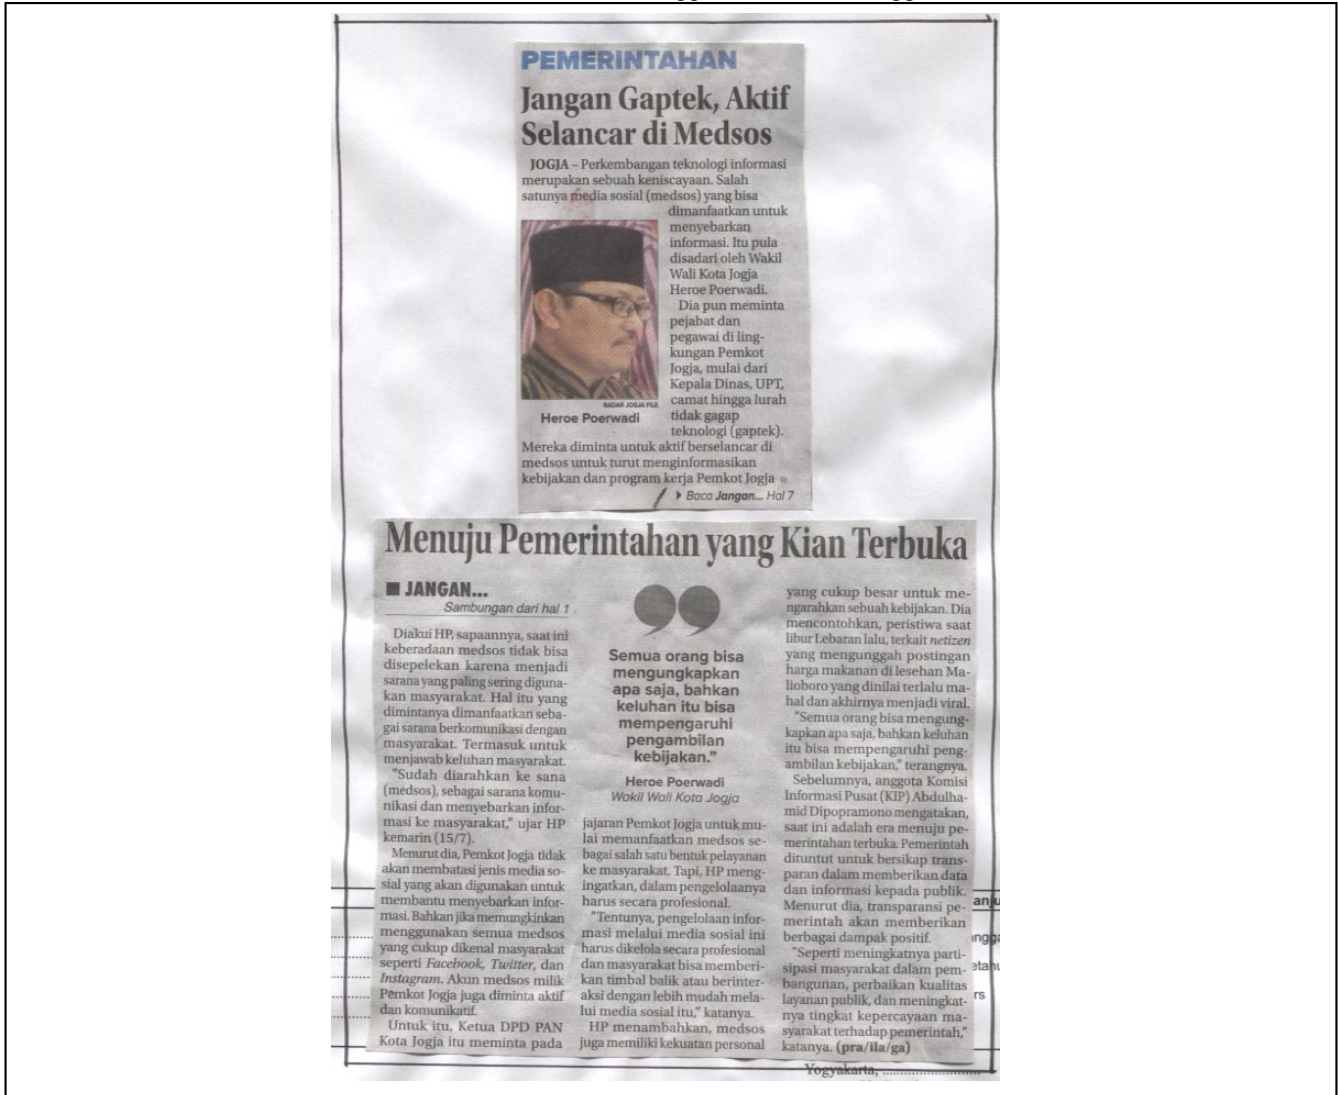 PEMERINTAHAN
Jangan Gaptek, Aktif
Selancar di Medsos
JOGJA – Perkembangan teknologi informasi
merupakan sebuah keniscayaan. Salah
satunya media sosial (medsos) yang bisa
dimanfaatkan untuk
menyebarkan
informasi. Itu pula
disadari oleh Wakil
Wali Kota Jogja
Heroe Poerwadi.
Dia pun meminta
pejabat dan
pegawai di ling-
kungan Pemkot
Jogja, mulai dari
Kepala Dinas, UPT,
camat hingga lurah
tidak gagap
teknologi (gaptek).
RADAR JOGJA FILE
Heroe Poerwadi
Mereka diminta untuk aktif berselancar di
medsos untuk turut menginformasikan
kebijakan dan program kerja Pemkot Jogja
Baca Jangan... Hal 7
Menuju Pemerintahan yang Kian Terbuka
JANGAN...
Sambungan dari hal 1
Diakui HP, sapaannya, saat ini
keberadaan medsos tidak bisa
disepelekan karena menjadi
sarana yang paling sering diguna-
kan masyarakat. Hal itu yang
dimintanya dimanfaatkan seba-
gai sarana berkomunikasi dengan
masyarakat. Termasuk untuk
menjawab keluhan masyarakat.
"Sudah diarahkan ke sana
(medsos), sebagai sarana komu-
nikasi dan menyebarkan infor-
masi ke masyarakat," ujar HP
kemarin (15/7).
Menurut dia, Pemkot Jogja tidak
akan membatasi jenis media so-
sial yang akan digunakan untuk
membantu menyebarkan infor-
masi. Bahkan jika memungkinkan
menggunakan semua medsos
yang cukup dikenal masyarakat
seperti Facebook, Twitter, dan
Instagram. Akun medsos milik
Pemkot Jogja juga diminta aktif
dan komunikatif.
Untuk itu, Ketua DPD PAN
Kota Jogja itu meminta pada
Semua orang bisa
mengungkapkan
apa saja, bahkan
keluhan itu bisa
mempengaruhi
pengambilan
kebijakan."
Heroe Poerwadi
Wakil Wali Kota Jogja
jajaran Pemkot Jogja untuk mu-
lai memanfaatkan medsos se-
bagai salah satu bentuk pelayanan
ke masyarakat. Tapi, HP meng-
ingatkan, dalam pengelolaanya
harus secara profesional.
"Tentunya, pengelolaan infor-
masi melalui media sosial ini
harus dikelola secara profesional
dan masyarakat bisa memberi-
kan timbal balik atau berinter-
aksi dengan lebih mudah mela-
lui media sosial itu," katanya.
HP menambahkan, medsos
juga memiliki kekuatan personal
yang cukup besar untuk me-
ngarahkan sebuah kebijakan. Dia
mencontohkan, peristiwa saat
libur Lebaran lalu, terkait netizen
yang mengunggah postingan
harga makanan di lesehan Ma-
lioboro yang dinilai terlalu ma-
hal dan akhirnya menjadi viral.
"Semua orang bisa mengung-
kapkan apa saja, bahkan keluhan
itu bisa mempengaruhi peng-
ambilan kebijakan," terangnya.
Sebelumnya, anggota Komisi
Informasi Pusat (KIP) Abdulha-
mid Dipopramono mengatakan,
saat ini adalah era menuju pe-
merintahan terbuka. Pemerintah
dituntut untuk bersikap trans-
paran dalam memberikan data
dan informasi kepada publik.
Menurut dia, transparansi pe-
merintah akan memberikan
berbagai dampak positif.
"Seperti meningkatnya parti-
sipasi masyarakat dalam pem-
bangunan, perbaikan kualitas
layanan publik, dan meningkat-
nya tingkat kepercayaan ma-
syarakat terhadap pemerintah,"
katanya. (pra/ila/ga)
Yogyakarta, ..............................